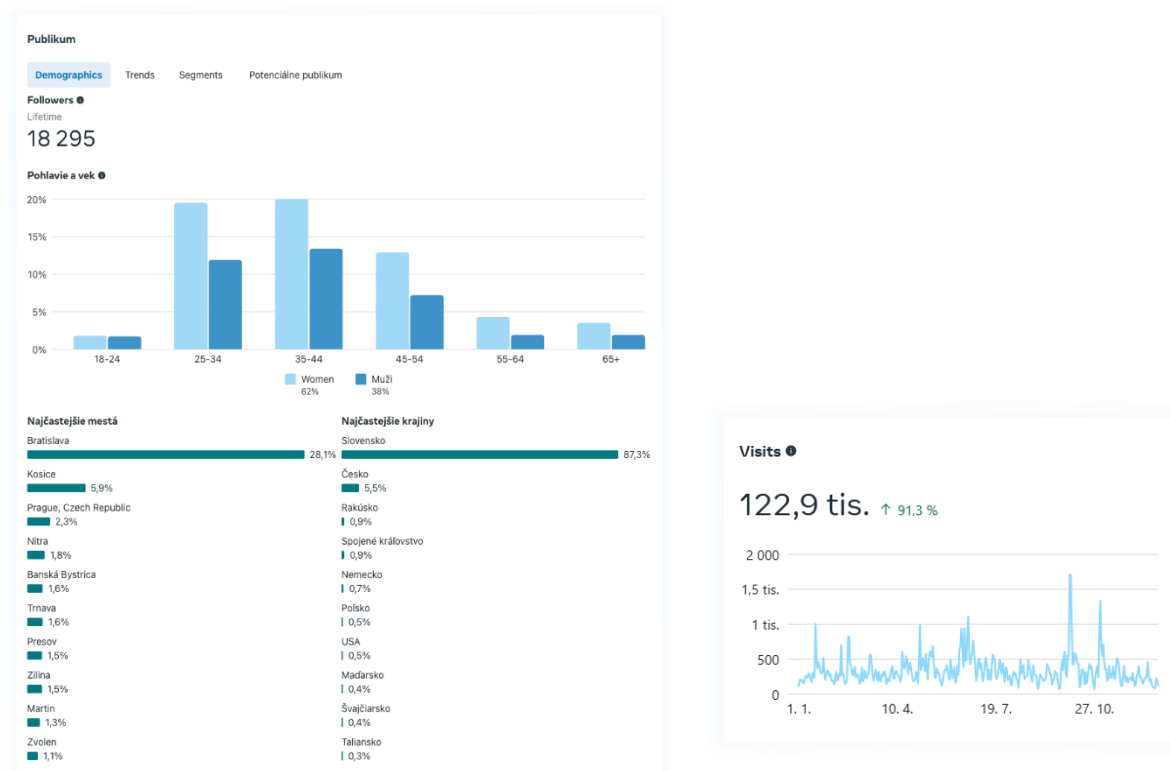 Publikum
Demographics Trends Segments Potenciálne publikum
Followers
Lifetime
18 295
Pohlavie a vek
20%
15%
10%
5%
0%
18-24 25-34 35-44 45-54 55-64 65+
Women Muži
62% 38%
Najčastejšie mestá
Bratislava
28,1%
Kosice
5,9%
Prague, Czech Republic
2,3%
Nitra
1,8%
Banská Bystrica
1,6%
Trnava
1,6%
Presov
1,5%
Zilina
1,5%
Martin
1,3%
Zvolen
1,1%
Najčastejšie krajiny
Slovensko
87,3%
Česko
5,5%
Rakúsko
0,9%
Spojené kráľovstvo
0,9%
Nemecko
0,7%
Poľsko
0,5%
USA
0,5%
Maďarsko
0,4%
Švajčiarsko
0,4%
Taliansko
0,3%
Visits
122,9 tis. ↑ 91,3 %
2 000
1,5 tis.
1 tis.
500
0
1. 1. 10. 4. 19. 7. 27. 10.